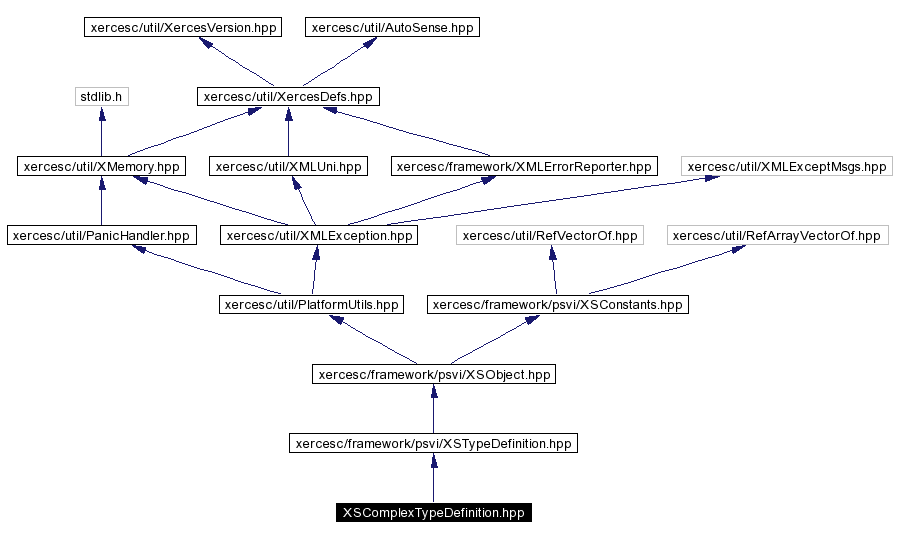 xercesc/util/XercesVersion.hpp
xercesc/util/AutoSense.hpp
stdlib.h
xercesc/util/XercesDefs.hpp
xercesc/util/XMemory.hpp
xercesc/util/XMLUni.hpp
xercesc/framework/XMLErrorReporter.hpp
xercesc/util/XMLExceptMsgs.hpp
xercesc/util/PanicHandler.hpp
xercesc/util/XMLException.hpp
xercesc/util/RefVectorOf.hpp
xercesc/util/RefArrayVectorOf.hpp
xercesc/util/PlatformUtils.hpp
xercesc/framework/psvi/XSConstants.hpp
xercesc/framework/psvi/XSObject.hpp
xercesc/framework/psvi/XSTypeDefinition.hpp
XSComplexTypeDefinition.hpp